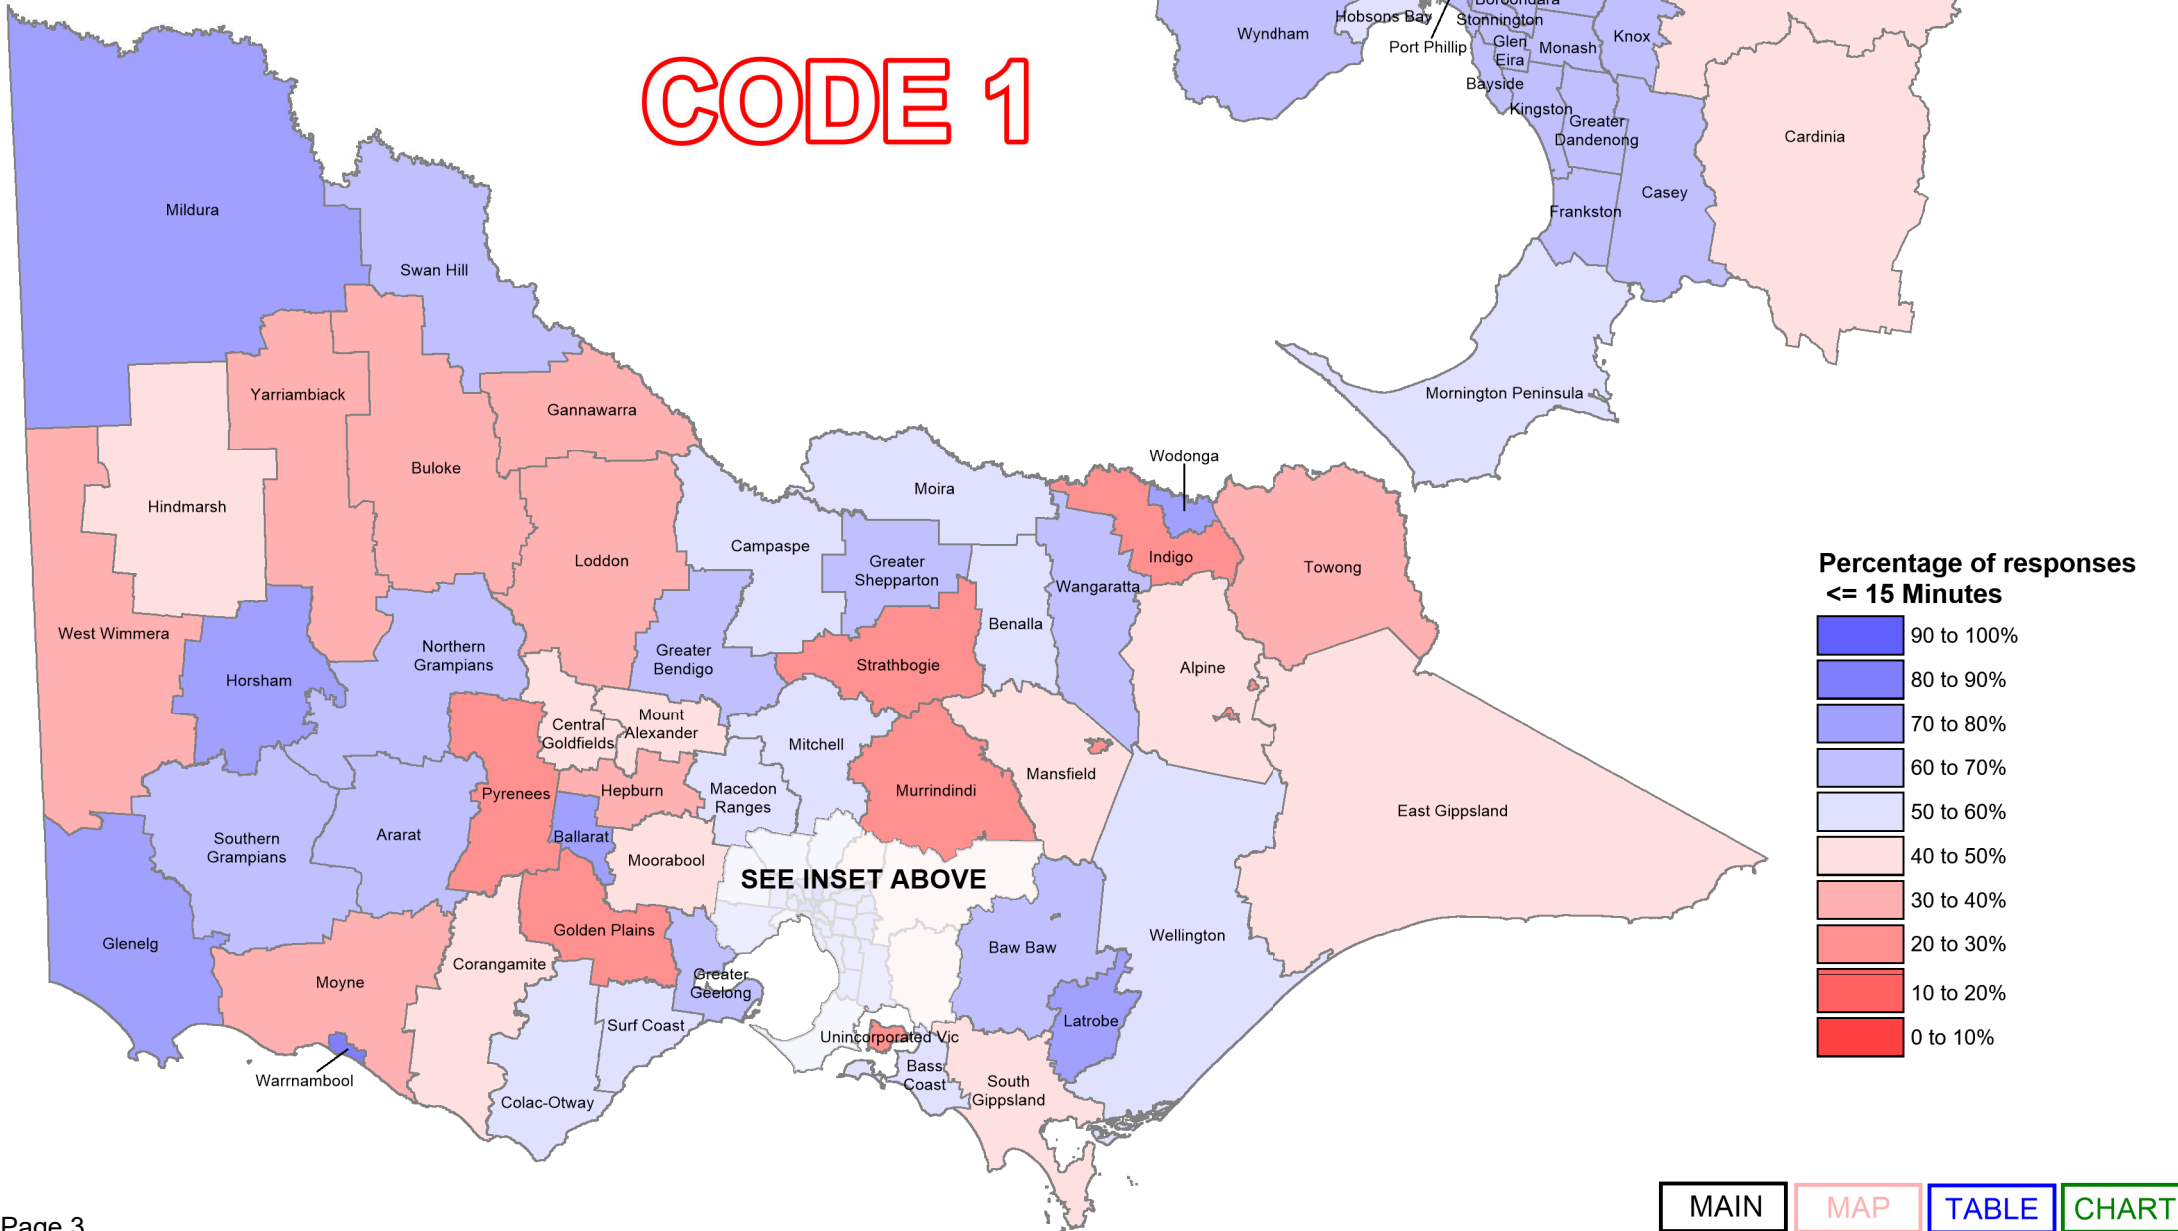 Boroondara
Hobsons Bay
Stonnington
Wyndham
Port Phillip
Glen
Eira
Monash
Knox
Bayside
Kingston
Greater
Dandenong
Cardinia
Casey
Frankston
Mornington Peninsula
CODE 1
Mildura
Swan Hill
Yarriambiack
Gannawarra
Buloke
Hindmarsh
Wodonga
Moira
Campaspe
Loddon
Greater
Shepparton
Indigo
Towong
Wangaratta
Benalla
West Wimmera
Horsham
Northern
Grampians
Greater
Bendigo
Strathbogie
Alpine
Central
Goldfields
Mount
Alexander
Mitchell
Mansfield
Pyrenees
Hepburn
Macedon
Ranges
Murrindindi
East Gippsland
Southern
Grampians
Ararat
Ballarat
Moorabool
SEE INSET ABOVE
Glenelg
Golden Plains
Baw Baw
Wellington
Corangamite
Moyne
Greater
Geelong
Surf Coast
Unincorporated Vic
Latrobe
Bass
Coast
South
Gippsland
Warrnambool
Colac-Otway
Percentage of responses
<= 15 Minutes
90 to 100%
80 to 90%
70 to 80%
60 to 70%
50 to 60%
40 to 50%
30 to 40%
20 to 30%
10 to 20%
0 to 10%
MAIN
MAP
TABLE
CHART
Page 3